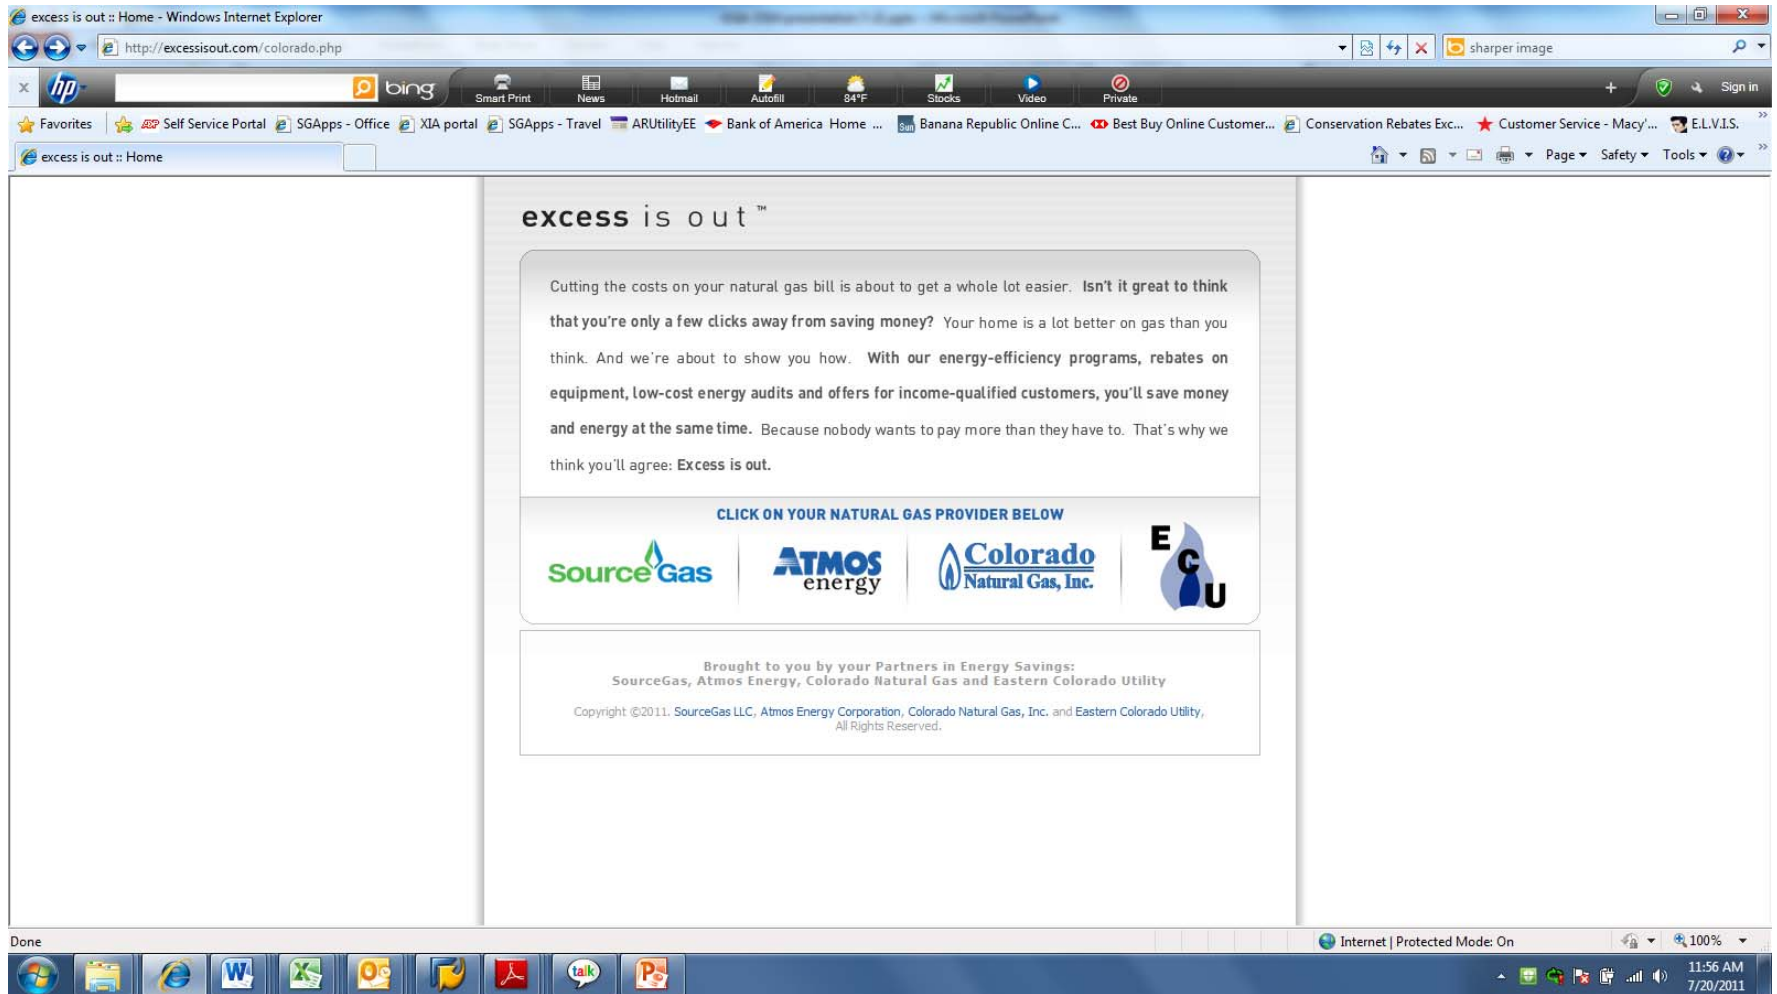 excess is out :: Home - Windows Internet Explorer
http://excessisout.com/colorado.php
sharper image
hp
bing
Smart Print
News
Hotmail
Autofill
84°F
Stocks
Video
Private
+
Sign in
Favorites
Self Service Portal
SGApps - Office
XIA portal
SGApps - Travel
ARUtilityEE
Bank of America Home ...
Banana Republic Online C...
Best Buy Online Customer...
Conservation Rebates Exc...
Customer Service - Macy'...
E.L.V.I.S.
excess is out :: Home
Page
Safety
Tools
excess is out™
Cutting the costs on your natural gas bill is about to get a whole lot easier. Isn't it great to think
that you're only a few clicks away from saving money? Your home is a lot better on gas than you
think. And we're about to show you how. With our energy-efficiency programs, rebates on
equipment, low-cost energy audits and offers for income-qualified customers, you'll save money
and energy at the same time. Because nobody wants to pay more than they have to. That's why we
think you'll agree: Excess is out.
CLICK ON YOUR NATURAL GAS PROVIDER BELOW
SourceGas
ATMOS
energy
Colorado
Natural Gas, Inc.
E
C
U
Brought to you by your Partners in Energy Savings:
SourceGas, Atmos Energy, Colorado Natural Gas and Eastern Colorado Utility
Copyright ©2011. SourceGas LLC, Atmos Energy Corporation, Colorado Natural Gas, Inc. and Eastern Colorado Utility,
All Rights Reserved.
Done
Internet | Protected Mode: On
100%
talk
11:56 AM
7/20/2011